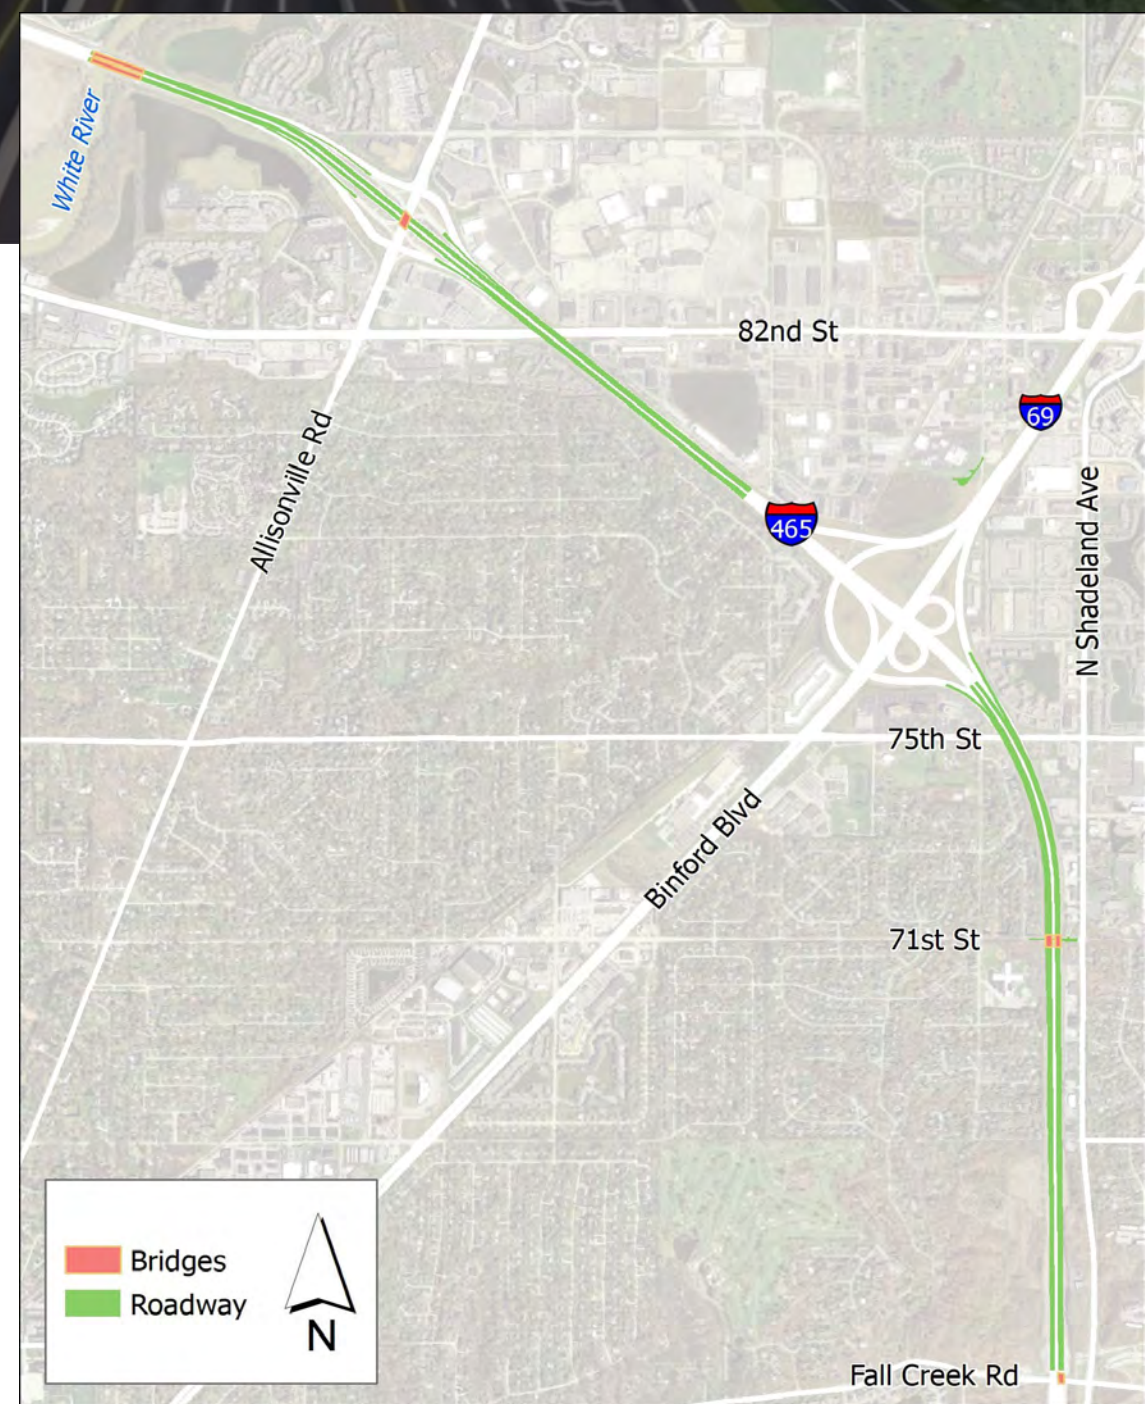 White River
82nd St
69
Allisonville Rd
465
N Shadeland Ave
75th St
Binford Blvd
71st St
Bridges
Roadway
N
Fall Creek Rd